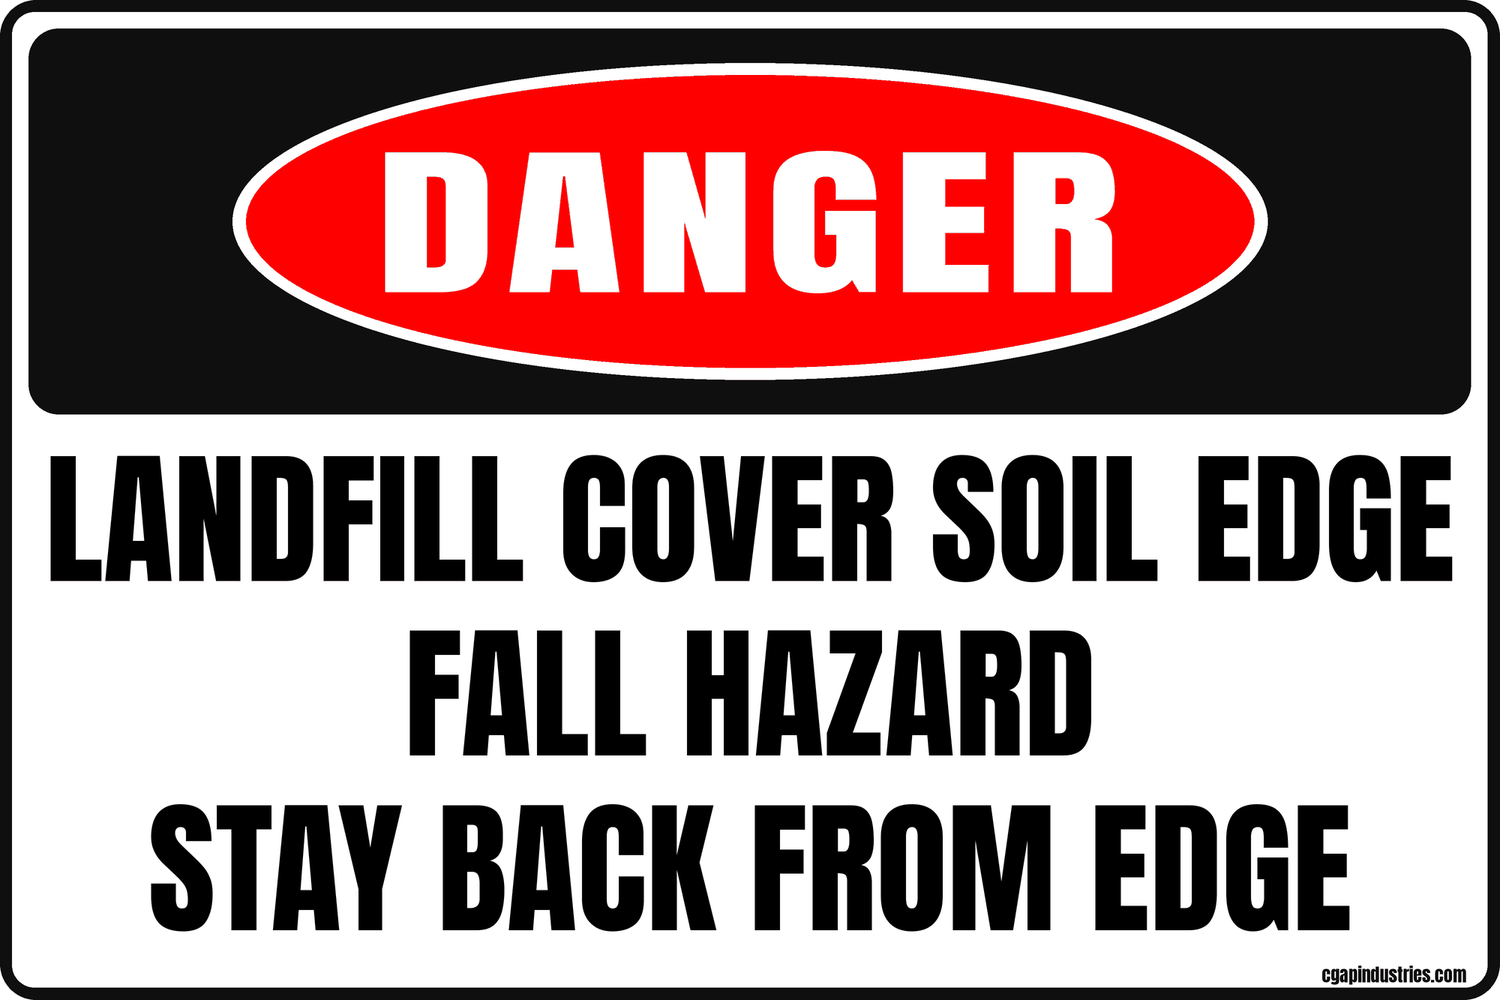 DANGER
LANDFILL COVER SOIL EDGE
FALL HAZARD
STAY BACK FROM EDGE
cgapindustries.com